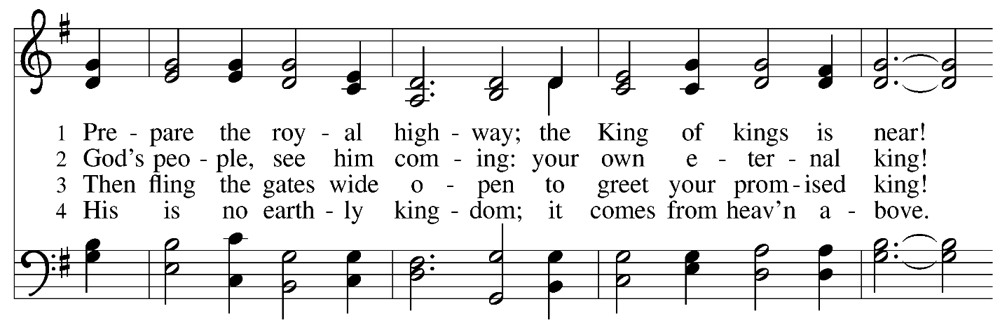 1 Pre - pare the roy - al high - way; the King of kings is near!
2 God's peo - ple, see him com - ing: your own e - ter - nal king!
3 Then fling the gates wide o - pen to greet your prom - ised king!
4 His is no earth - ly king - dom; it comes from heav'n a - bove.